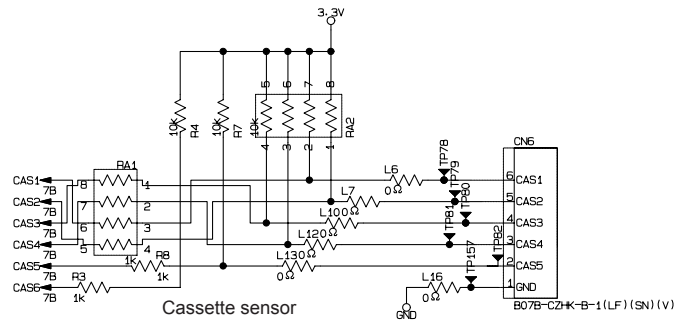 3.3V
5
6
7
8
10k
R4
10k
R7
10k
RA2
4
3
2
1
CN6
TP78
TP79
TP80
TP81
TP82
TP157
RA1
CAS1
7B
8
1
L6
0Ω
6
CAS1
CAS2
7B
7
2
L7
0Ω
5
CAS2
CAS3
7B
6
3
L100
0Ω
4
CAS3
CAS4
7B
5
4
L120
0Ω
3
CAS4
CAS5
7B
1k
R8
1k
L130
0Ω
2
CAS5
CAS6
7B
R3
1k
L16
0Ω
1
GND
GND
Cassette sensor
B07B-CZHK-B-1(LF)(SN)(V)